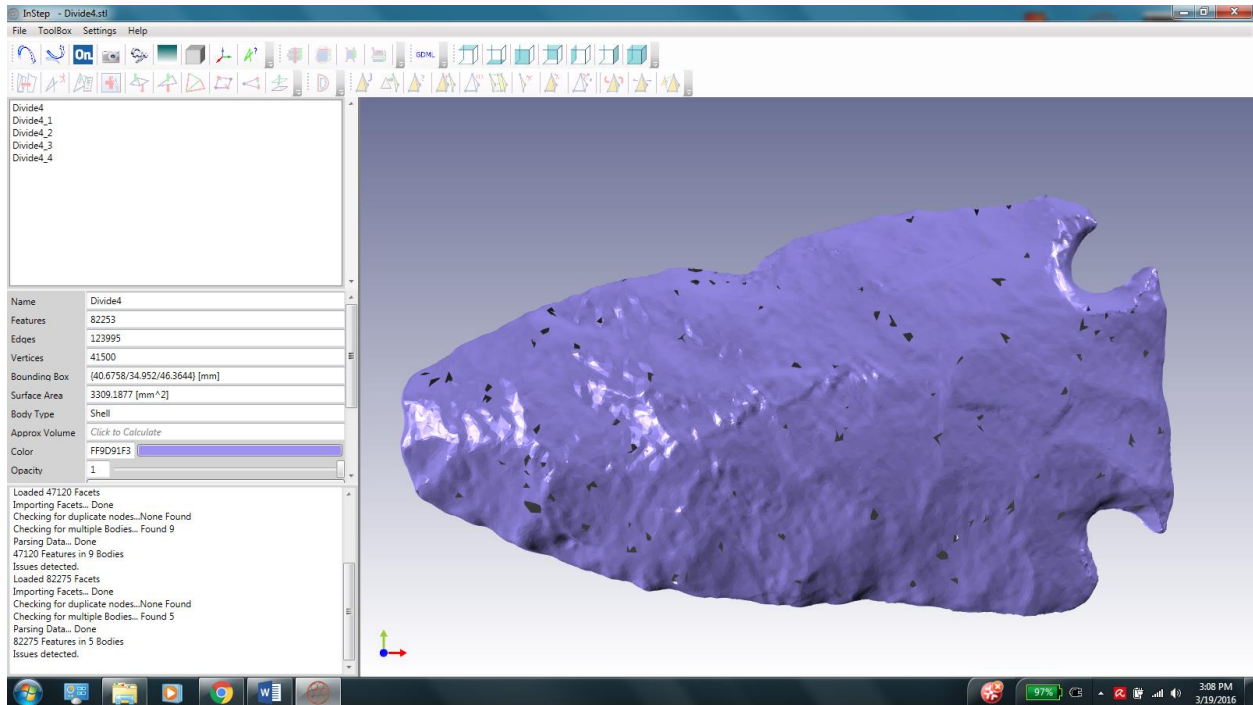 InStep - Divide4.stl
File ToolBox Settings Help
On
GDML
Divide4
Divide4_1
Divide4_2
Divide4_3
Divide4_4
Name Divide4
Features 82253
Edges 123995
Vertices 41500
Bounding Box {40.6758/34.952/46.3644} [mm]
Surface Area 3309.1877 [mm^2]
Body Type Shell
Approx Volume Click to Calculate
Color FF9D91F3
Opacity 1
Loaded 47120 Facets
Importing Facets... Done
Checking for duplicate nodes...None Found
Checking for multiple Bodies... Found 9
Parsing Data... Done
47120 Features in 9 Bodies
Issues detected.
Loaded 82275 Facets
Importing Facets... Done
Checking for duplicate nodes...None Found
Checking for multiple Bodies... Found 5
Parsing Data... Done
82275 Features in 5 Bodies
Issues detected.
97%
3:08 PM
3/19/2016